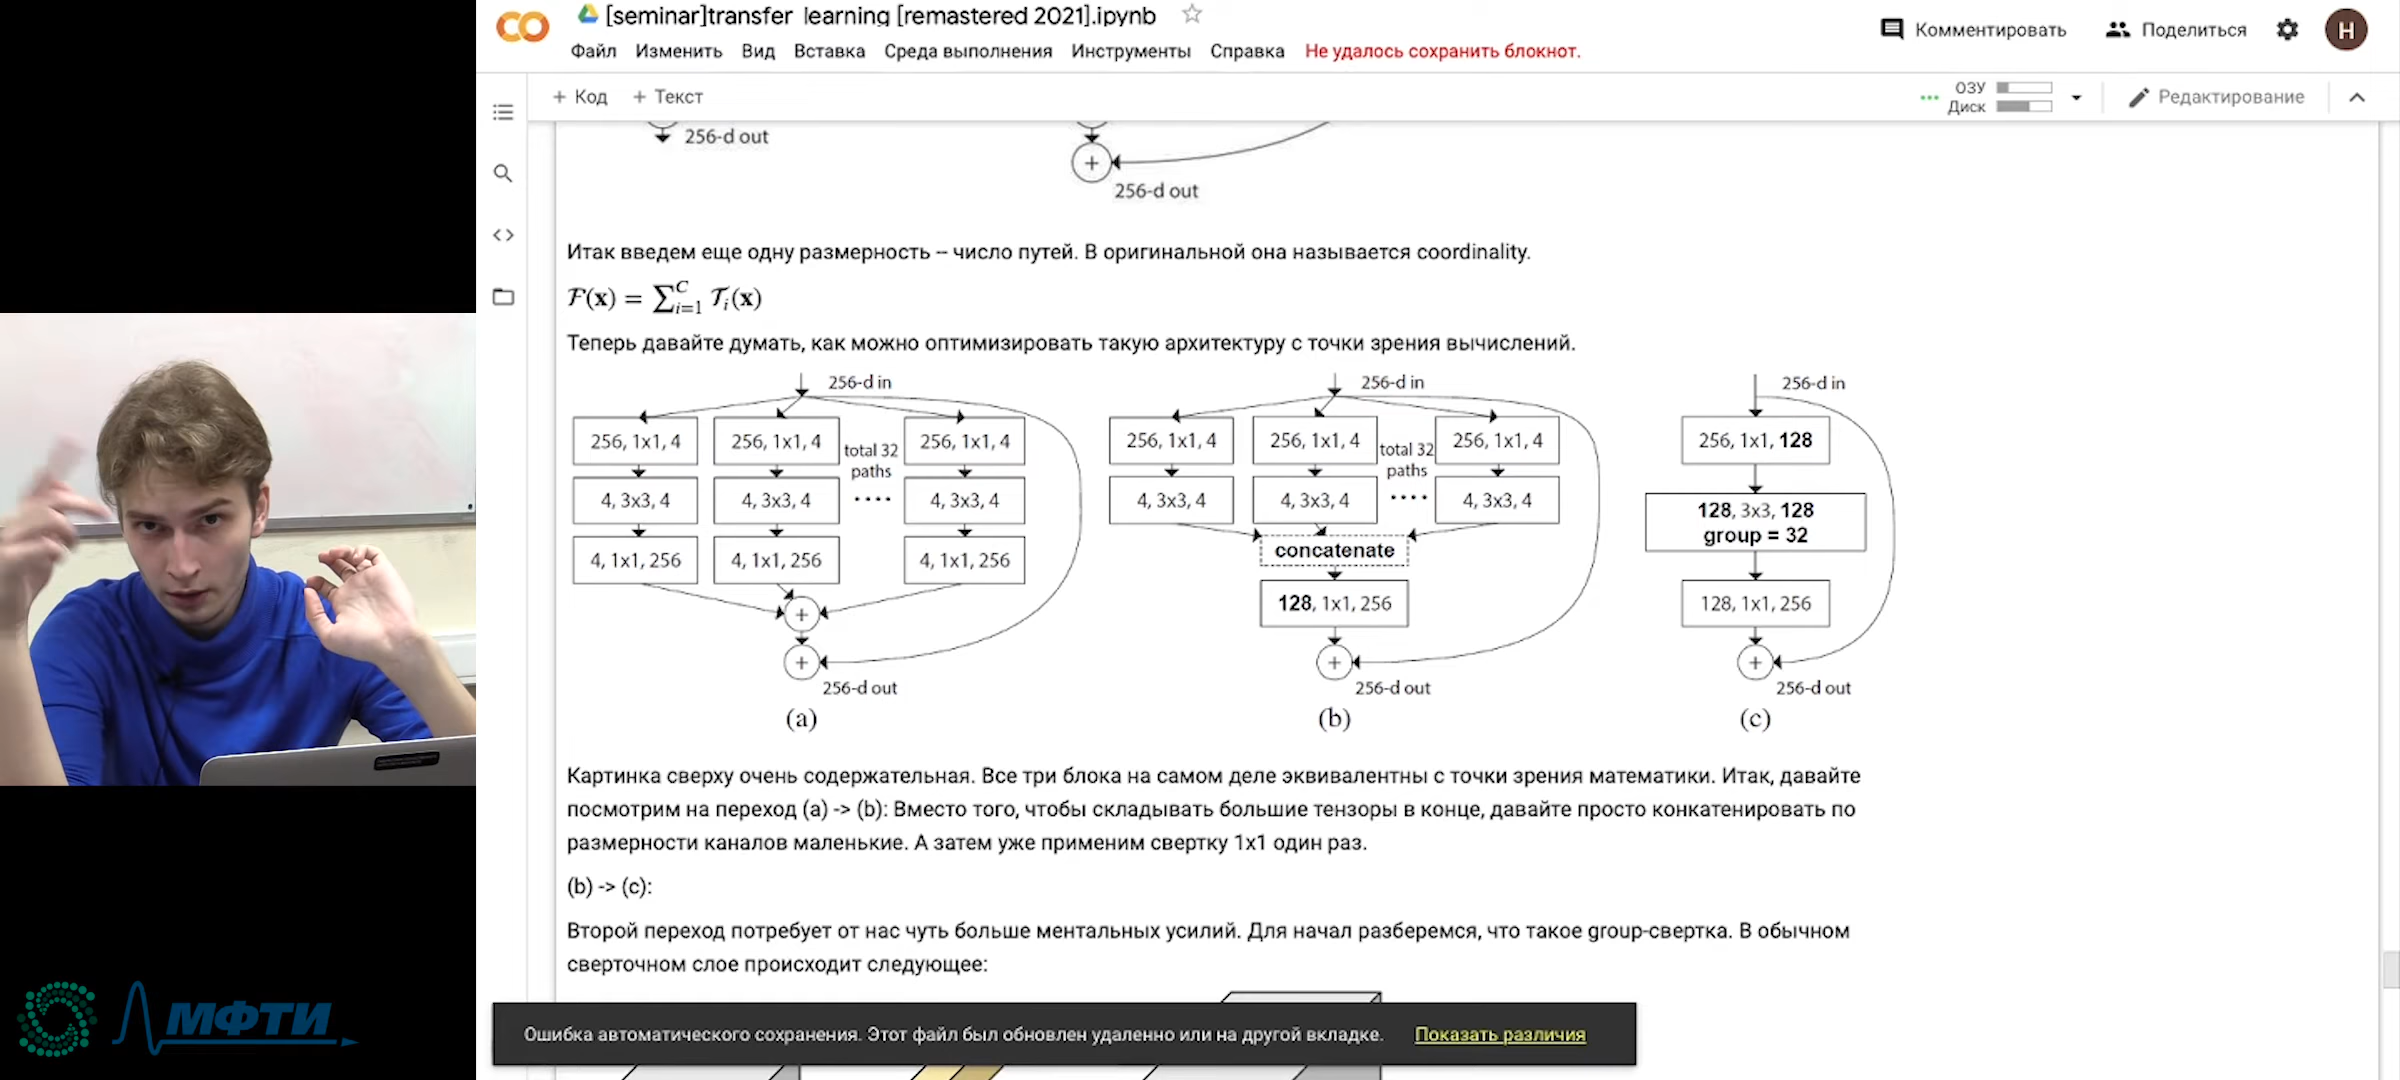 [seminar]transfer learning [remastered 2021].ipynb
Файл Изменить Вид Вставка Среда выполнения Инструменты Справка Не удалось сохранить блокнот.
Комментировать Поделиться H
+ Код + Текст
ОЗУ
Диск
Редактирование
256-d out
+
256-d out
Итак введем еще одну размерность -- число путей. В оригинальной она называется coordinality.
F(x) = ∑_{i=1}^{C} T_i(x)
Теперь давайте думать, как можно оптимизировать такую архитектуру с точки зрения вычислений.
256-d in
256, 1x1, 4 256, 1x1, 4 total 32 paths 256, 1x1, 4
4, 3x3, 4 4, 3x3, 4 .... 4, 3x3, 4
4, 1x1, 256 4, 1x1, 256 4, 1x1, 256
+
+
256-d out
(a)
256-d in
256, 1x1, 4 256, 1x1, 4 total 32 paths 256, 1x1, 4
4, 3x3, 4 4, 3x3, 4 .... 4, 3x3, 4
concatenate
128, 1x1, 256
+
256-d out
(b)
256-d in
256, 1x1, 128
128, 3x3, 128
group = 32
128, 1x1, 256
+
256-d out
(c)
Картинка сверху очень содержательная. Все три блока на самом деле эквивалентны с точки зрения математики. Итак, давайте
посмотрим на переход (a) -> (b): Вместо того, чтобы складывать большие тензоры в конце, давайте просто конкатенировать по
размерности каналов маленькие. А затем уже применим свертку 1x1 один раз.
(b) -> (c):
Второй переход потребует от нас чуть больше ментальных усилий. Для начал разберемся, что такое group-свертка. В обычном
сверточном слое происходит следующее:
Ошибка автоматического сохранения. Этот файл был обновлен удаленно или на другой вкладке. Показать различия
МФТИ